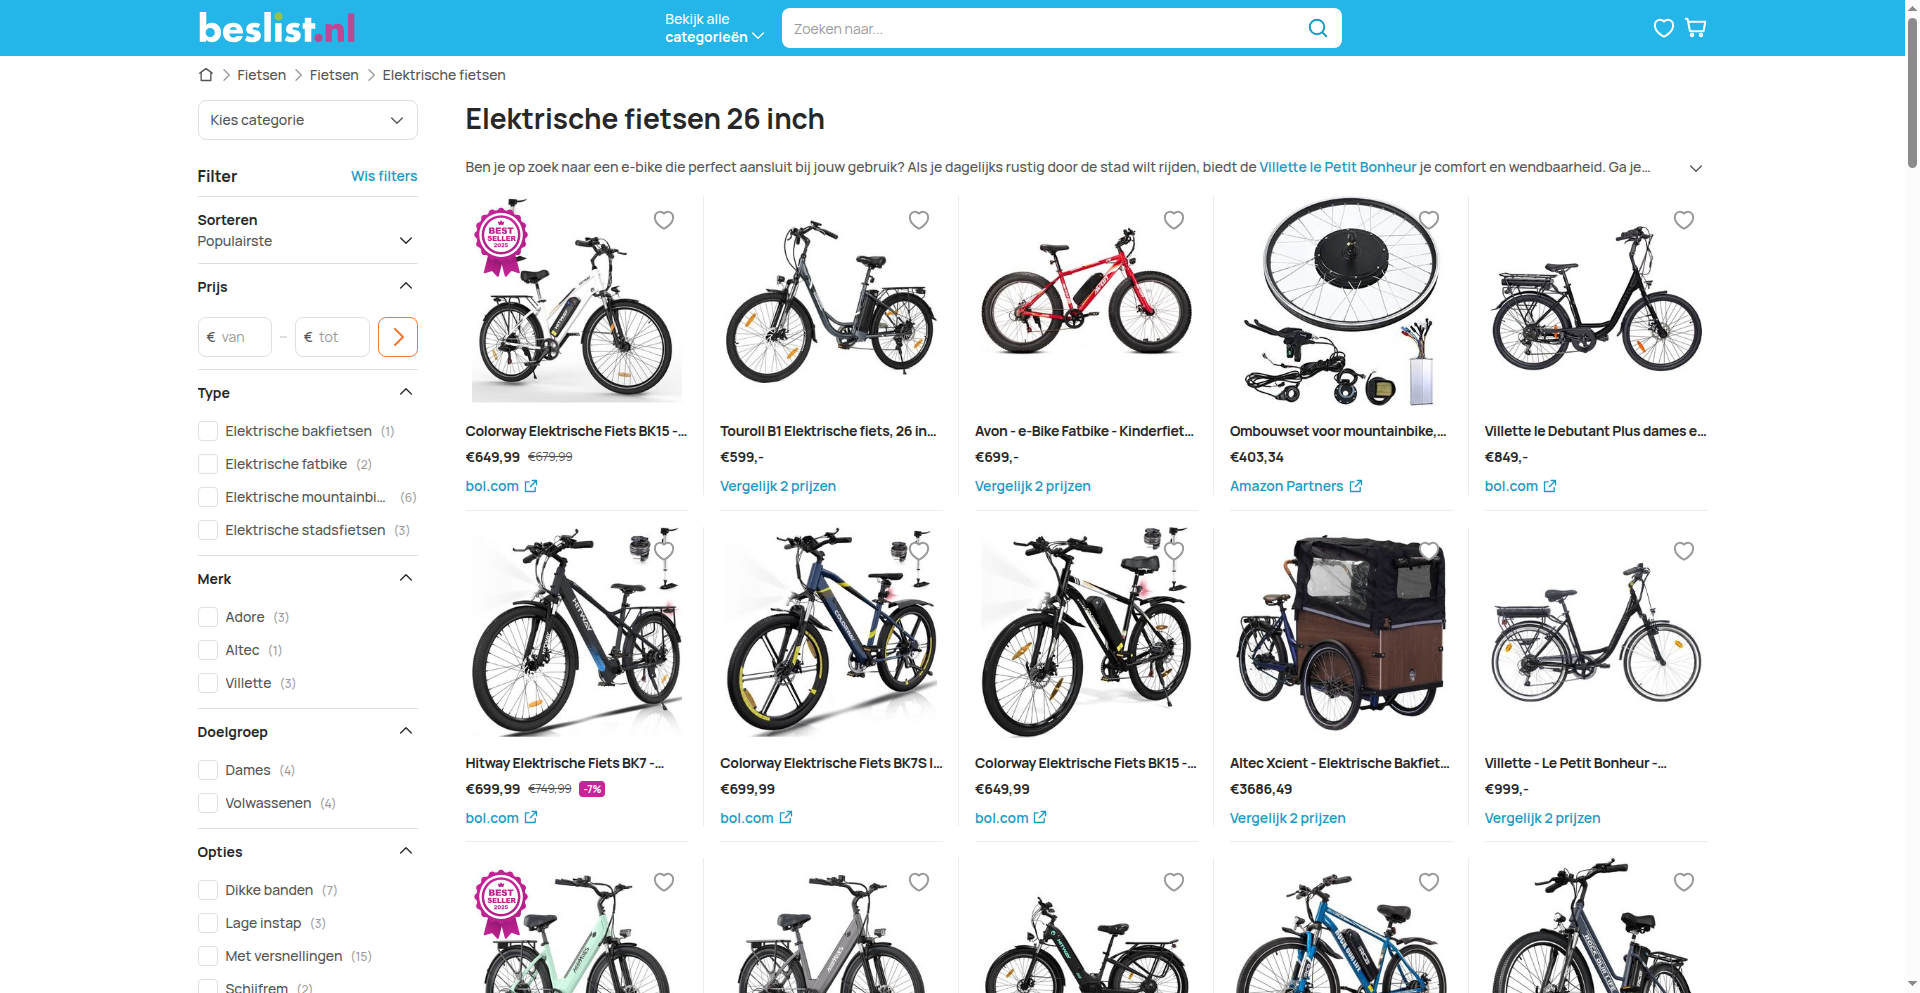 beslist.nl
Bekijk alle
categorieën
Zoeken naar...
Fietsen
Fietsen
Elektrische fietsen
Kies categorie
Elektrische fietsen 26 inch
Ben je op zoek naar een e-bike die perfect aansluit bij jouw gebruik? Als je dagelijks rustig door de stad wilt rijden, biedt de Villette le Petit Bonheur je comfort en wendbaarheid. Ga je...
Filter
Wis filters
Sorteren
Populairste
Prijs
€ van
–
€ tot
Type
Elektrische bakfietsen (1)
Elektrische fatbike (2)
Elektrische mountainbi... (6)
Elektrische stadsfietsen (3)
Merk
Adore (3)
Altec (1)
Villette (3)
Doelgroep
Dames (4)
Volwassenen (4)
Opties
Dikke banden (7)
Lage instap (3)
Met versnellingen (15)
Schijfrem (2)
BEST
SELLER
2025
Colorway Elektrische Fiets BK15 -...
€649,99 €679,99
bol.com
Touroll B1 Elektrische fiets, 26 in...
€599,-
Vergelijk 2 prijzen
Avon - e-Bike Fatbike - Kinderfiet...
€699,-
Vergelijk 2 prijzen
Ombouwset voor mountainbike,...
€403,34
Amazon Partners
Villette le Debutant Plus dames e...
€849,-
bol.com
HITWAY
Hitway Elektrische Fiets BK7 -...
€699,99 €749,99 -7%
bol.com
COLORWAY
Colorway Elektrische Fiets BK7S I...
€699,99
bol.com
Colorway Elektrische Fiets BK15 -...
€649,99
bol.com
Altec Xcient - Elektrische Bakfiet...
€3686,49
Vergelijk 2 prijzen
Villette - Le Petit Bonheur -...
€999,-
Vergelijk 2 prijzen
BEST
SELLER
2025